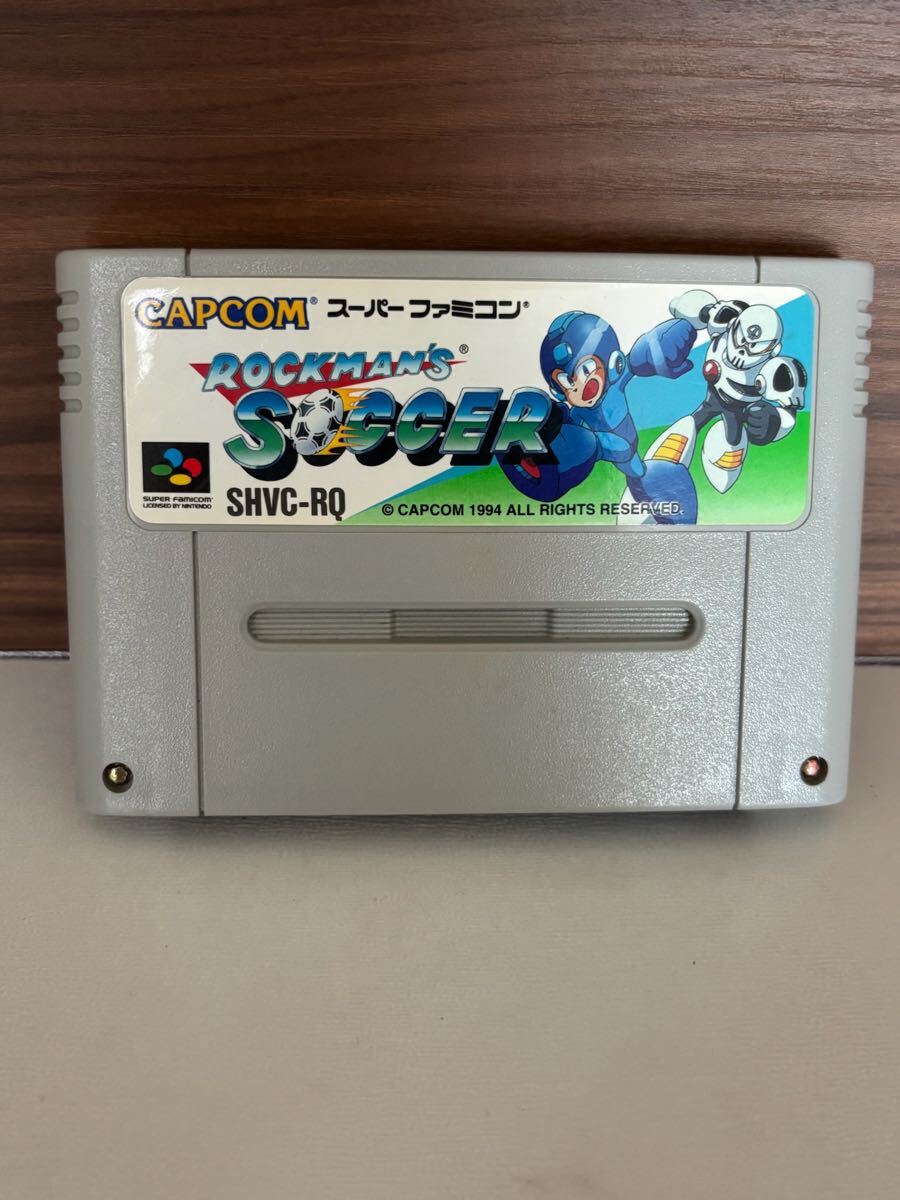 CAPCOM® スーパーファミコン®
ROCKMAN'S®
SOCCER
SUPER FAMICOM
LICENSED BY NINTENDO
SHVC-RQ
© CAPCOM 1994 ALL RIGHTS RESERVED.